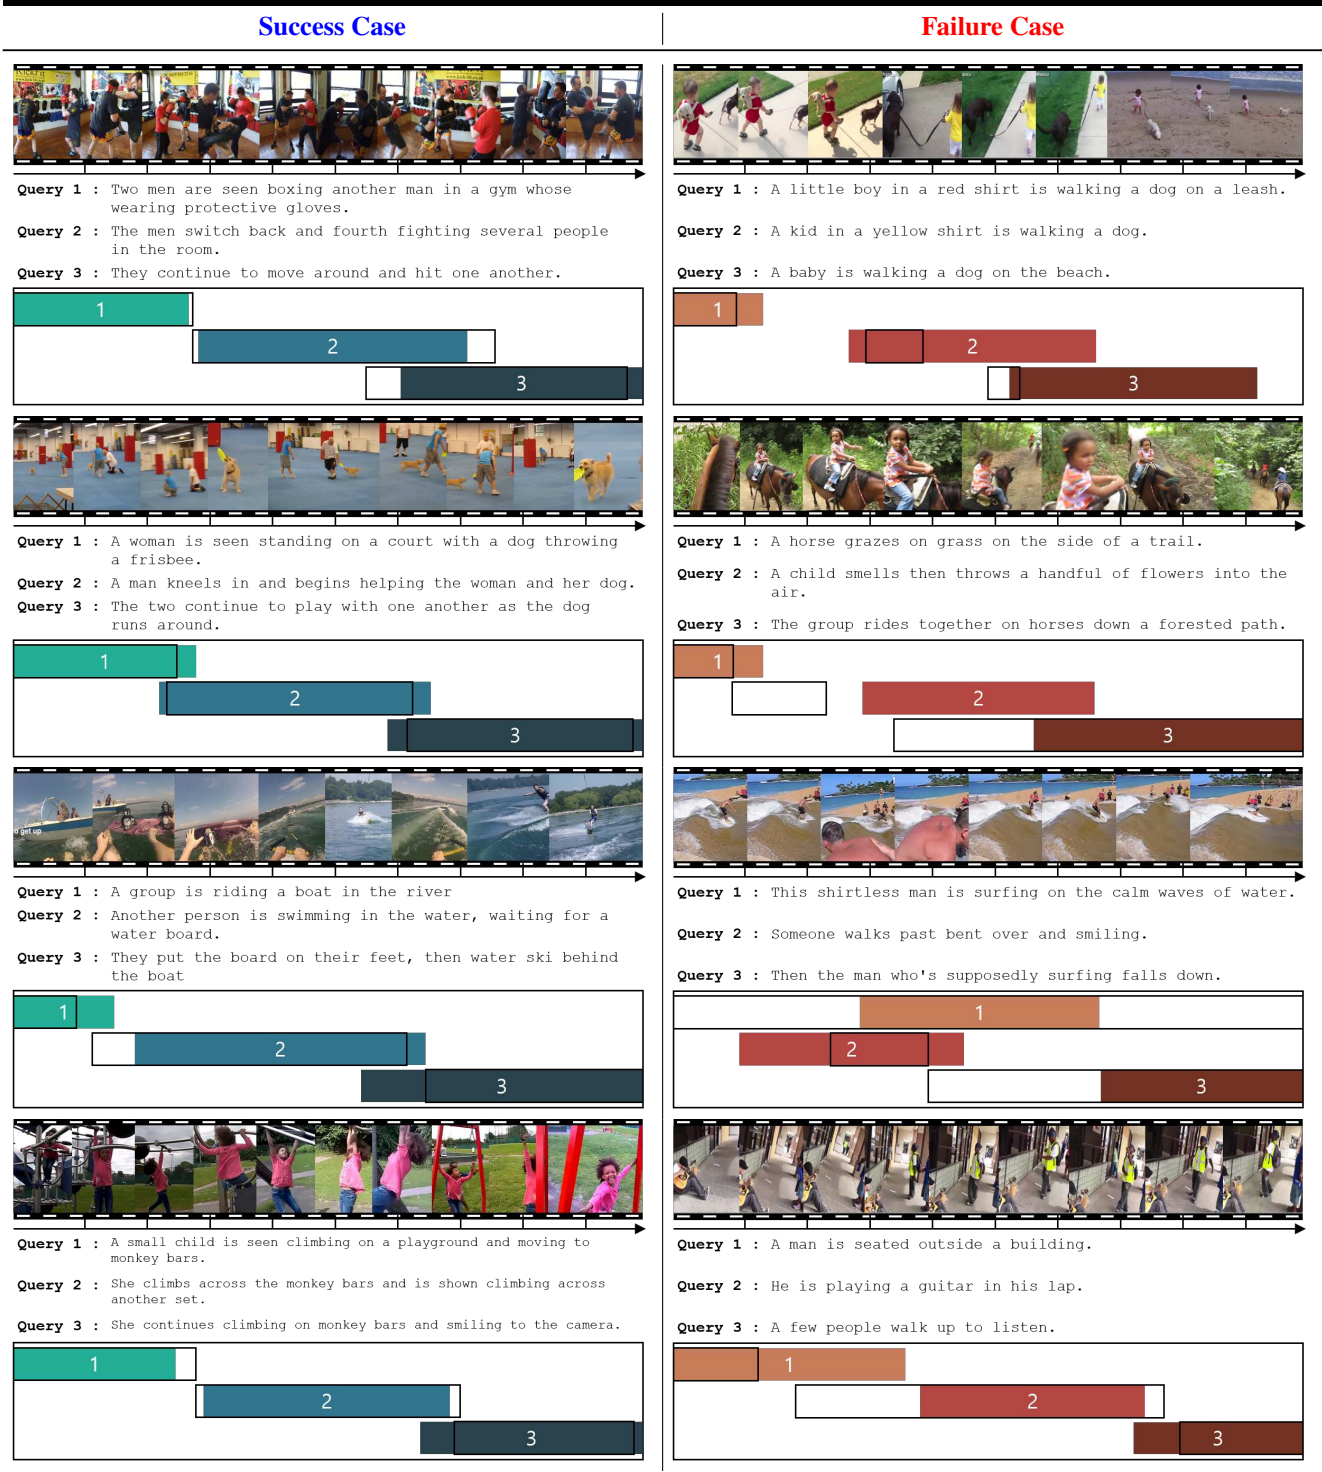 Success Case
Failure Case
Query 1 : Two men are seen boxing another man in a gym whose
wearing protective gloves.
Query 2 : The men switch back and fourth fighting several people
in the room.
Query 3 : They continue to move around and hit one another.
1
2
3
Query 1 : A little boy in a red shirt is walking a dog on a leash.
Query 2 : A kid in a yellow shirt is walking a dog.
Query 3 : A baby is walking a dog on the beach.
1
2
3
Query 1 : A woman is seen standing on a court with a dog throwing
a frisbee.
Query 2 : A man kneels in and begins helping the woman and her dog.
Query 3 : The two continue to play with one another as the dog
runs around.
1
2
3
Query 1 : A horse grazes on grass on the side of a trail.
Query 2 : A child smells then throws a handful of flowers into the
air.
Query 3 : The group rides together on horses down a forested path.
1
2
3
o get up
Query 1 : A group is riding a boat in the river
Query 2 : Another person is swimming in the water, waiting for a
water board.
Query 3 : They put the board on their feet, then water ski behind
the boat
1
2
3
Query 1 : This shirtless man is surfing on the calm waves of water.
Query 2 : Someone walks past bent over and smiling.
Query 3 : Then the man who's supposedly surfing falls down.
1
2
3
Query 1 : A small child is seen climbing on a playground and moving to
monkey bars.
Query 2 : She climbs across the monkey bars and is shown climbing across
another set.
Query 3 : She continues climbing on monkey bars and smiling to the camera.
1
2
3
Query 1 : A man is seated outside a building.
Query 2 : He is playing a guitar in his lap.
Query 3 : A few people walk up to listen.
1
2
3